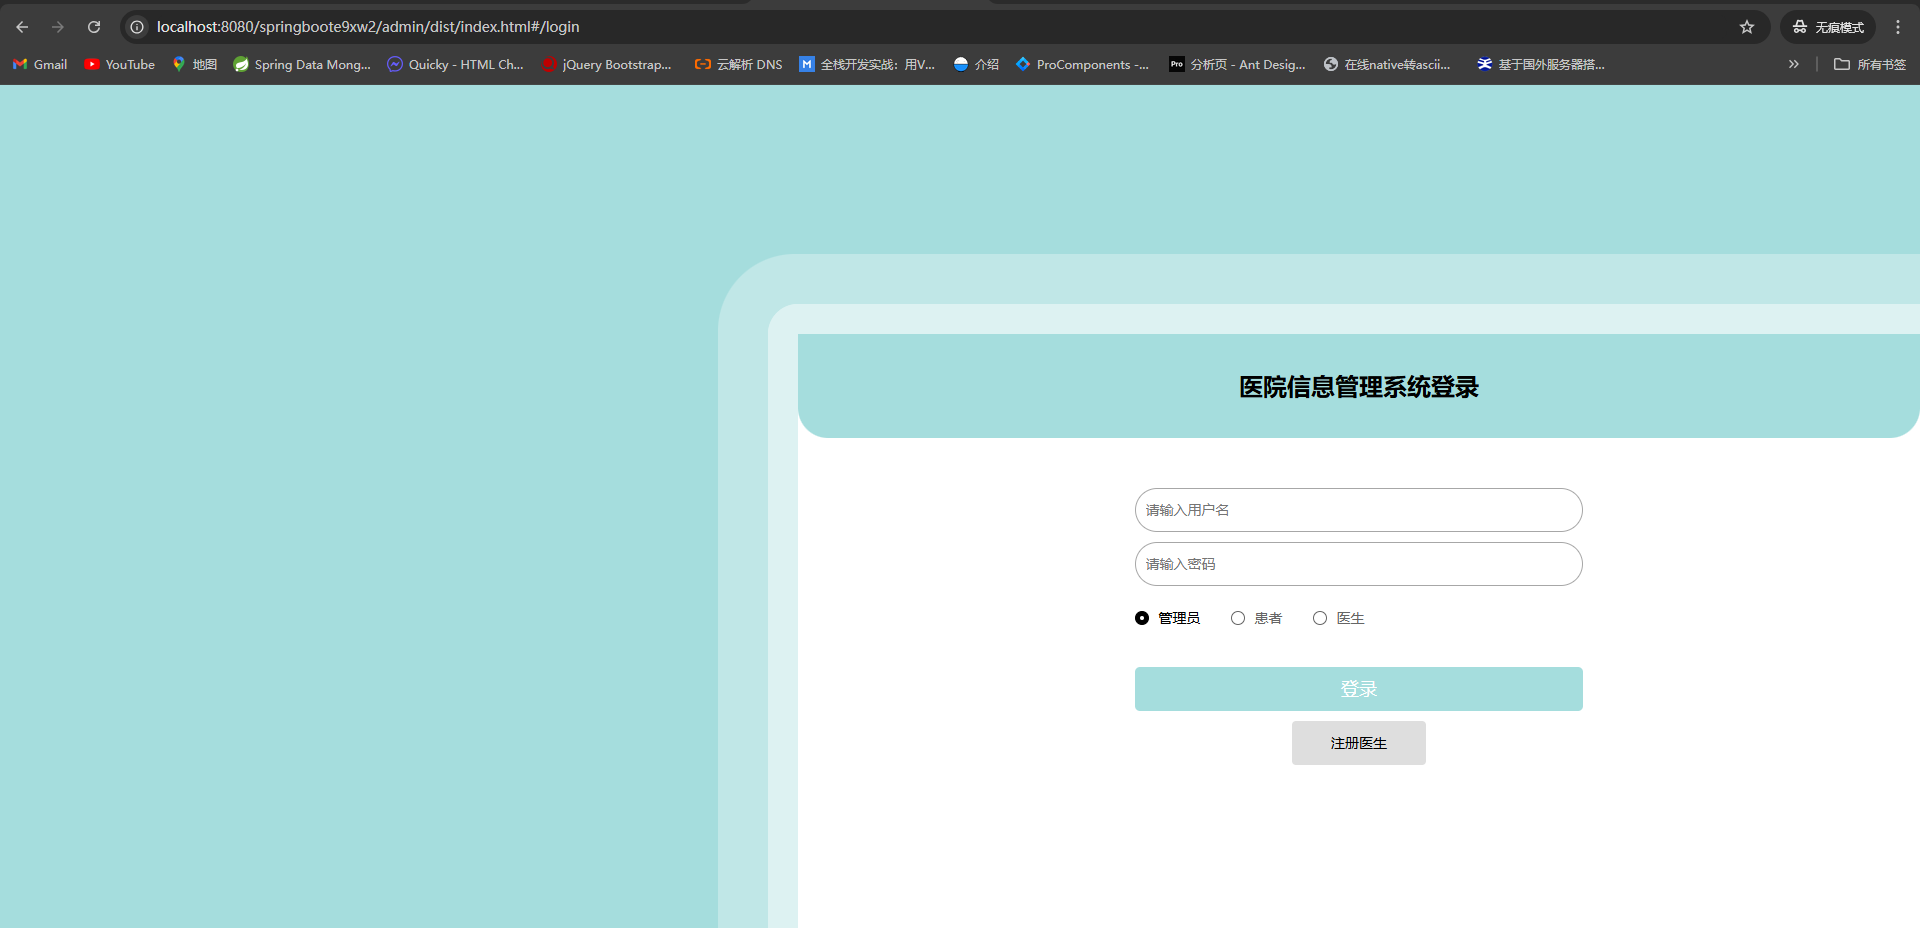 localhost:8080/springboote9xw2/admin/dist/index.html#/login
无痕模式
Gmail YouTube 地图 Spring Data Mong... Quicky - HTML Ch... jQuery Bootstrap... 云解析 DNS 全栈开发实战：用V... 介绍 ProComponents -... Pro 分析页 - Ant Desig... 在线native转ascii... 基于国外服务器搭... 所有书签
医院信息管理系统登录
请输入用户名
请输入密码
管理员 患者 医生
登录
注册医生